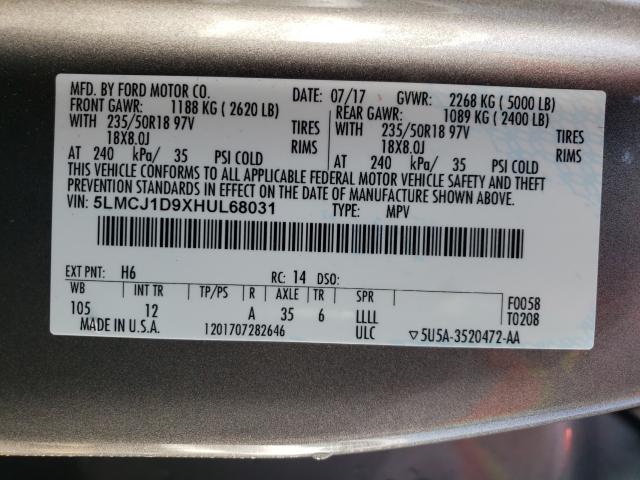 MFD. BY FORD MOTOR CO. DATE: 07/17 GVWR: 2268 KG ( 5000 LB)
FRONT GAWR: 1188 KG ( 2620 LB) REAR GAWR: 1089 KG ( 2400 LB)
WITH 235/50R18 97V TIRES WITH 235/50R18 97V TIRES
18X8.0J RIMS 18X8.0J RIMS
AT 240 kPa/ 35 PSI COLD AT 240 kPa/ 35 PSI COLD
THIS VEHICLE CONFORMS TO ALL APPLICABLE FEDERAL MOTOR VEHICLE SAFETY AND THEFT
PREVENTION STANDARDS IN EFFECT ON THE DATE OF MANUFACTURE SHOWN ABOVE.
VIN: 5LMCJ1D9XHUL68031 TYPE: MPV
EXT PNT: H6 RC: 14 DSO:
WB INT TR TP/PS R AXLE TR SPR F0058
105 12 A 35 6 LLLL T0208
MADE IN U.S.A. 1201707282646 ULC ▽5U5A-3520472-AA